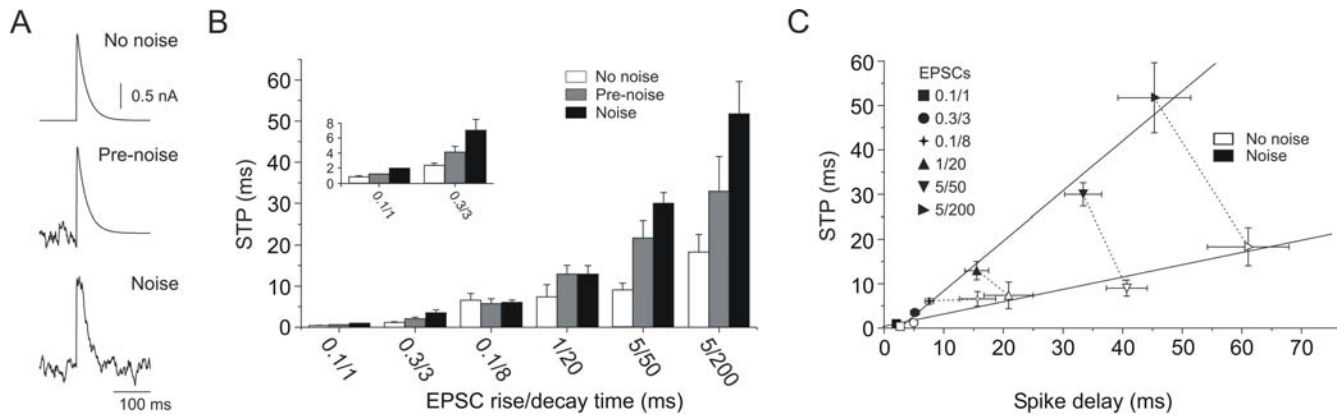 A
No noise
0.5 nA
Pre-noise
Noise
100 ms
B
STP (ms)
60
50
40
30
20
10
0
No noise
Pre-noise
Noise
8
6
4
2
0
0.1/1
0.3/3
0.1/1
0.3/3
0.1/8
1/20
5/50
5/200
EPSC rise/decay time (ms)
C
STP (ms)
60
50
40
30
20
10
0
EPSCs
0.1/1
0.3/3
0.1/8
1/20
5/50
5/200
No noise
Noise
0 10 20 30 40 50 60 70
Spike delay (ms)